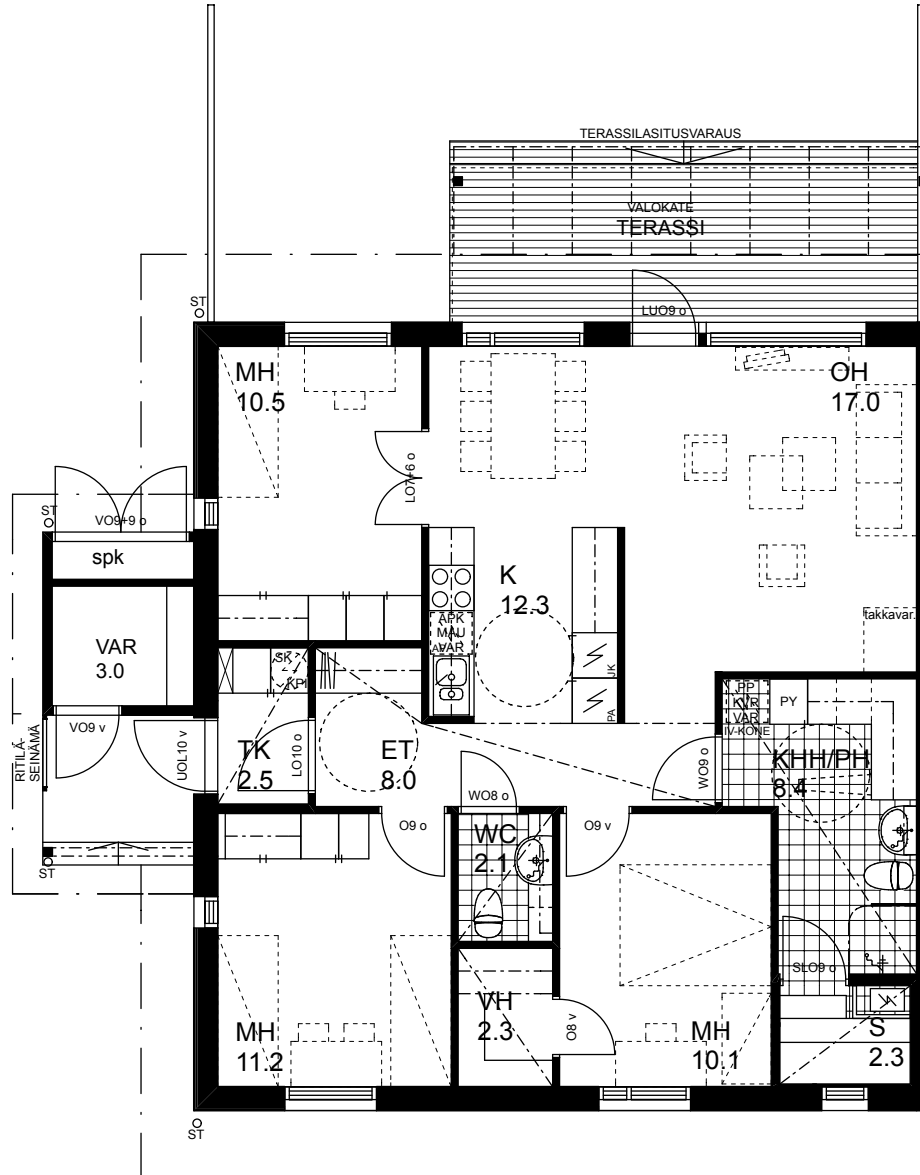 TERASSILASITUSVARAUS
VALOKATE
TERASSI
ST
LUO9 o
MH
10.5
OH
17.0
LO7+6 o
ST
VO9+9 o
spk
K
12.3
APK
MAU
VAR
takkavar.
VAR
3.0
SK
KPI
JK
PA
PP
KVR
VAR
IV-KONE
PY
RITILÄ-
SEINÄMÄ
VO9 v
UOL10 v
TK
2.5
LO10 o
ET
8.0
WO9 o
KHH/PH
8.4
WO8 o
O9 o
WC
2.1
O9 v
ST
SLO9 o
VH
2.3
O8 v
MH
11.2
MH
10.1
S
2.3
ST